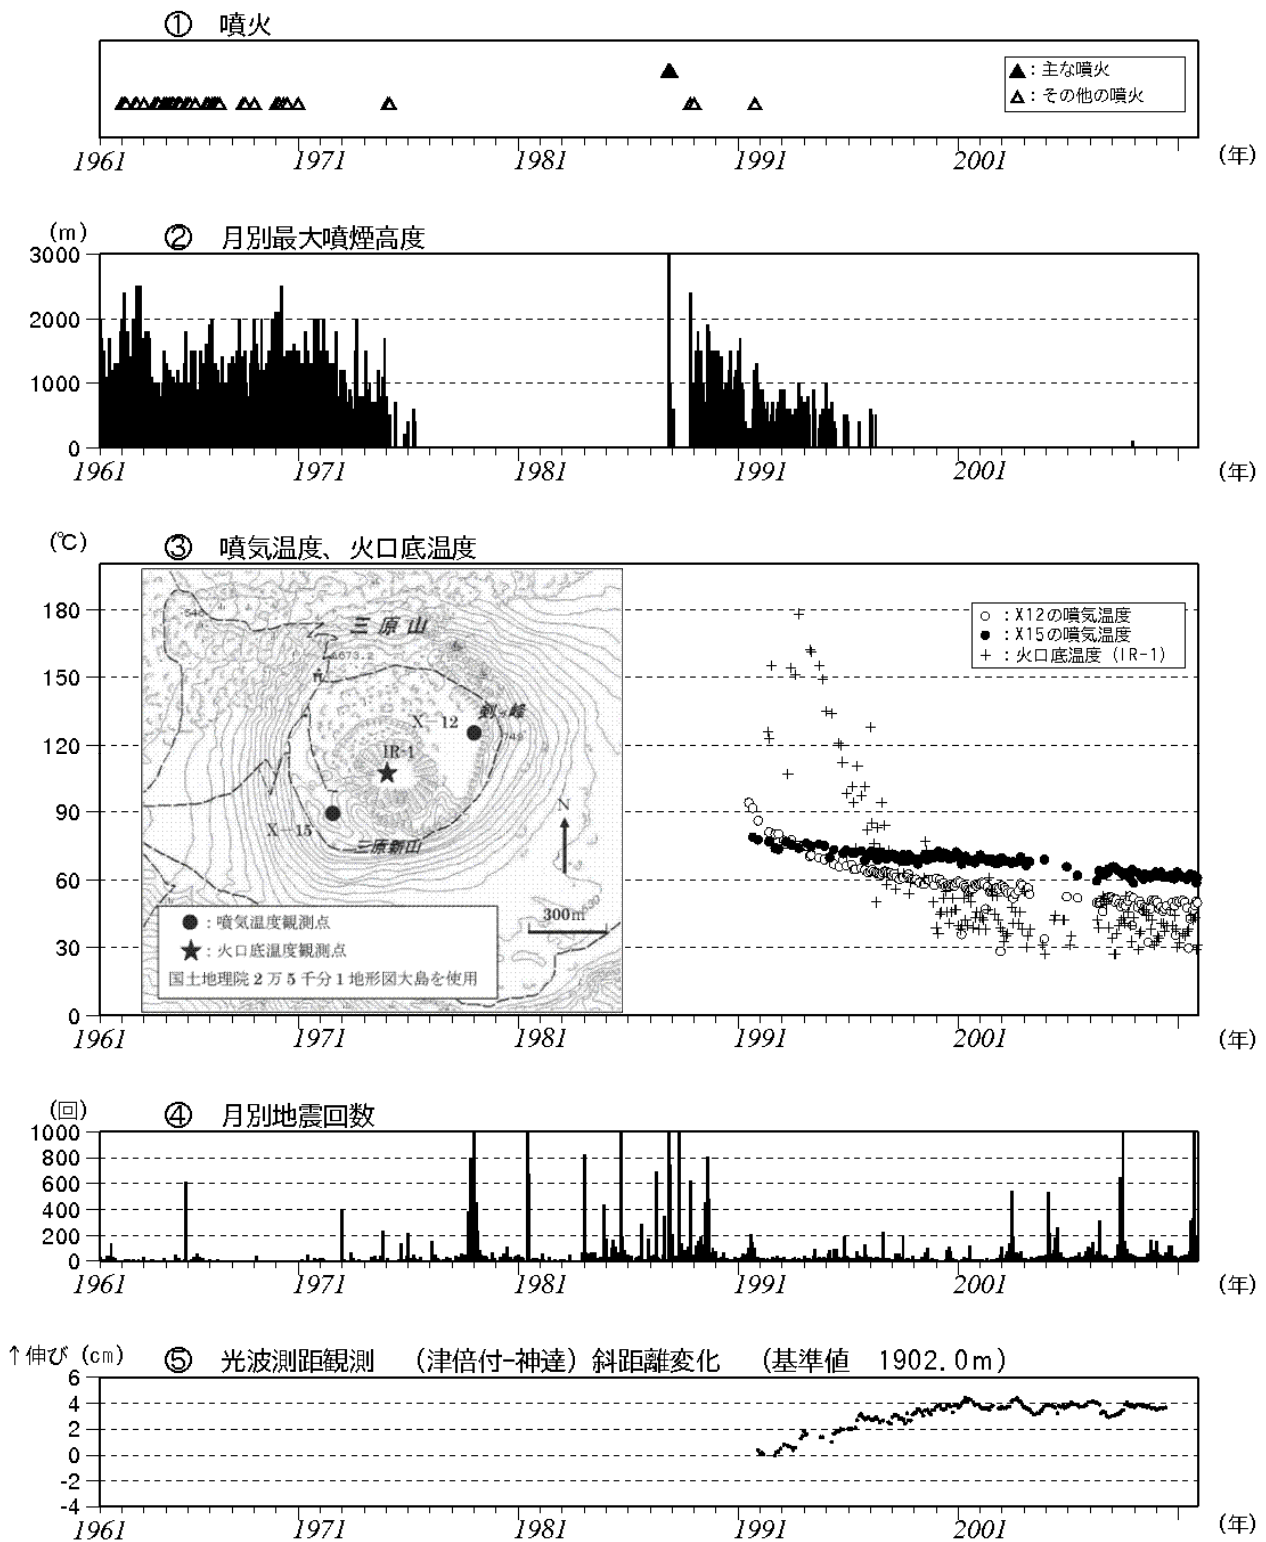 ① 噴火
▲：主な噴火
△：その他の噴火
1961 1971 1981 1991 2001 (年)
(m) ② 月別最大噴煙高度
3000
2000
1000
0
1961 1971 1981 1991 2001 (年)
(℃) ③ 噴気温度、火口底温度
180
150
120
90
60
30
0
○：X12の噴気温度
●：X15の噴気温度
+：火口底温度(IR-1)
三原山
673.2
剣ヶ峰
X-12
749
IR-1
N
X-15
三原新山
300m
●：噴気温度観測点
★：火口底温度観測点
国土地理院2万5千分1地形図大島を使用
1961 1971 1981 1991 2001 (年)
(回) ④ 月別地震回数
1000
800
600
400
200
0
1961 1971 1981 1991 2001 (年)
↑伸び(cm) ⑤ 光波測距観測 (津倍付-神達)斜距離変化 (基準値 1902.0m)
6
4
2
0
-2
-4
1961 1971 1981 1991 2001 (年)